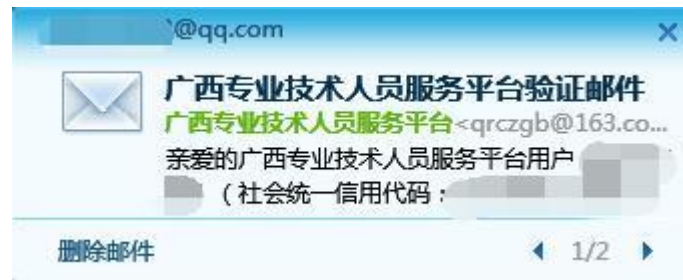 @qq.com
广西专业技术人员服务平台验证邮件
广西专业技术人员服务平台<qrczgb@163.co...
亲爱的广西专业技术人员服务平台用户
（社会统一信用代码：
删除邮件 1/2